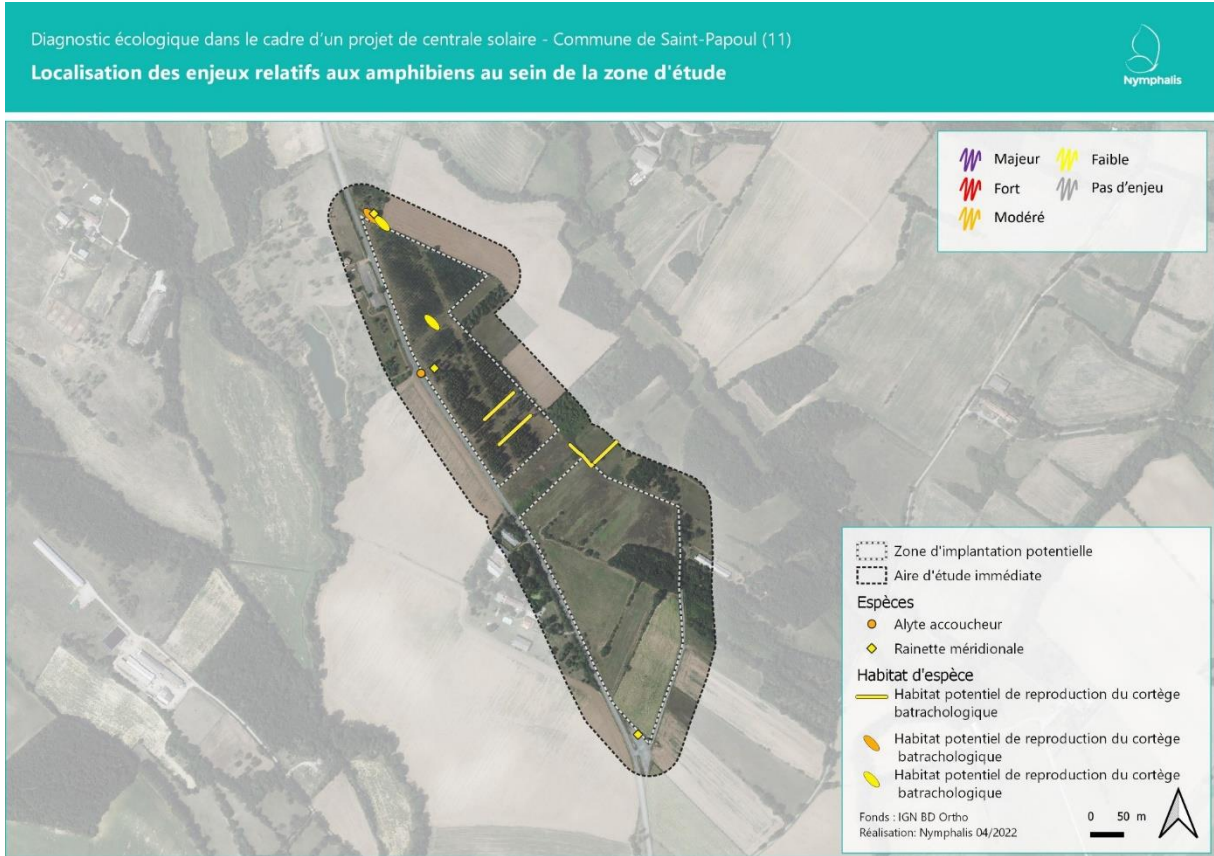 Diagnostic écologique dans le cadre d'un projet de centrale solaire - Commune de Saint-Papoul (11)
Localisation des enjeux relatifs aux amphibiens au sein de la zone d'étude
Nymphalis
Majeur
Faible
Fort
Pas d'enjeu
Modéré
Zone d'implantation potentielle
Aire d'étude immédiate
Espèces
Alyte accoucheur
Rainette méridionale
Habitat d'espèce
Habitat potentiel de reproduction du cortège
batrachologique
Habitat potentiel de reproduction du cortège
batrachologique
Habitat potentiel de reproduction du cortège
batrachologique
Fonds : IGN BD Ortho
Réalisation: Nymphalis 04/2022
0 50 m